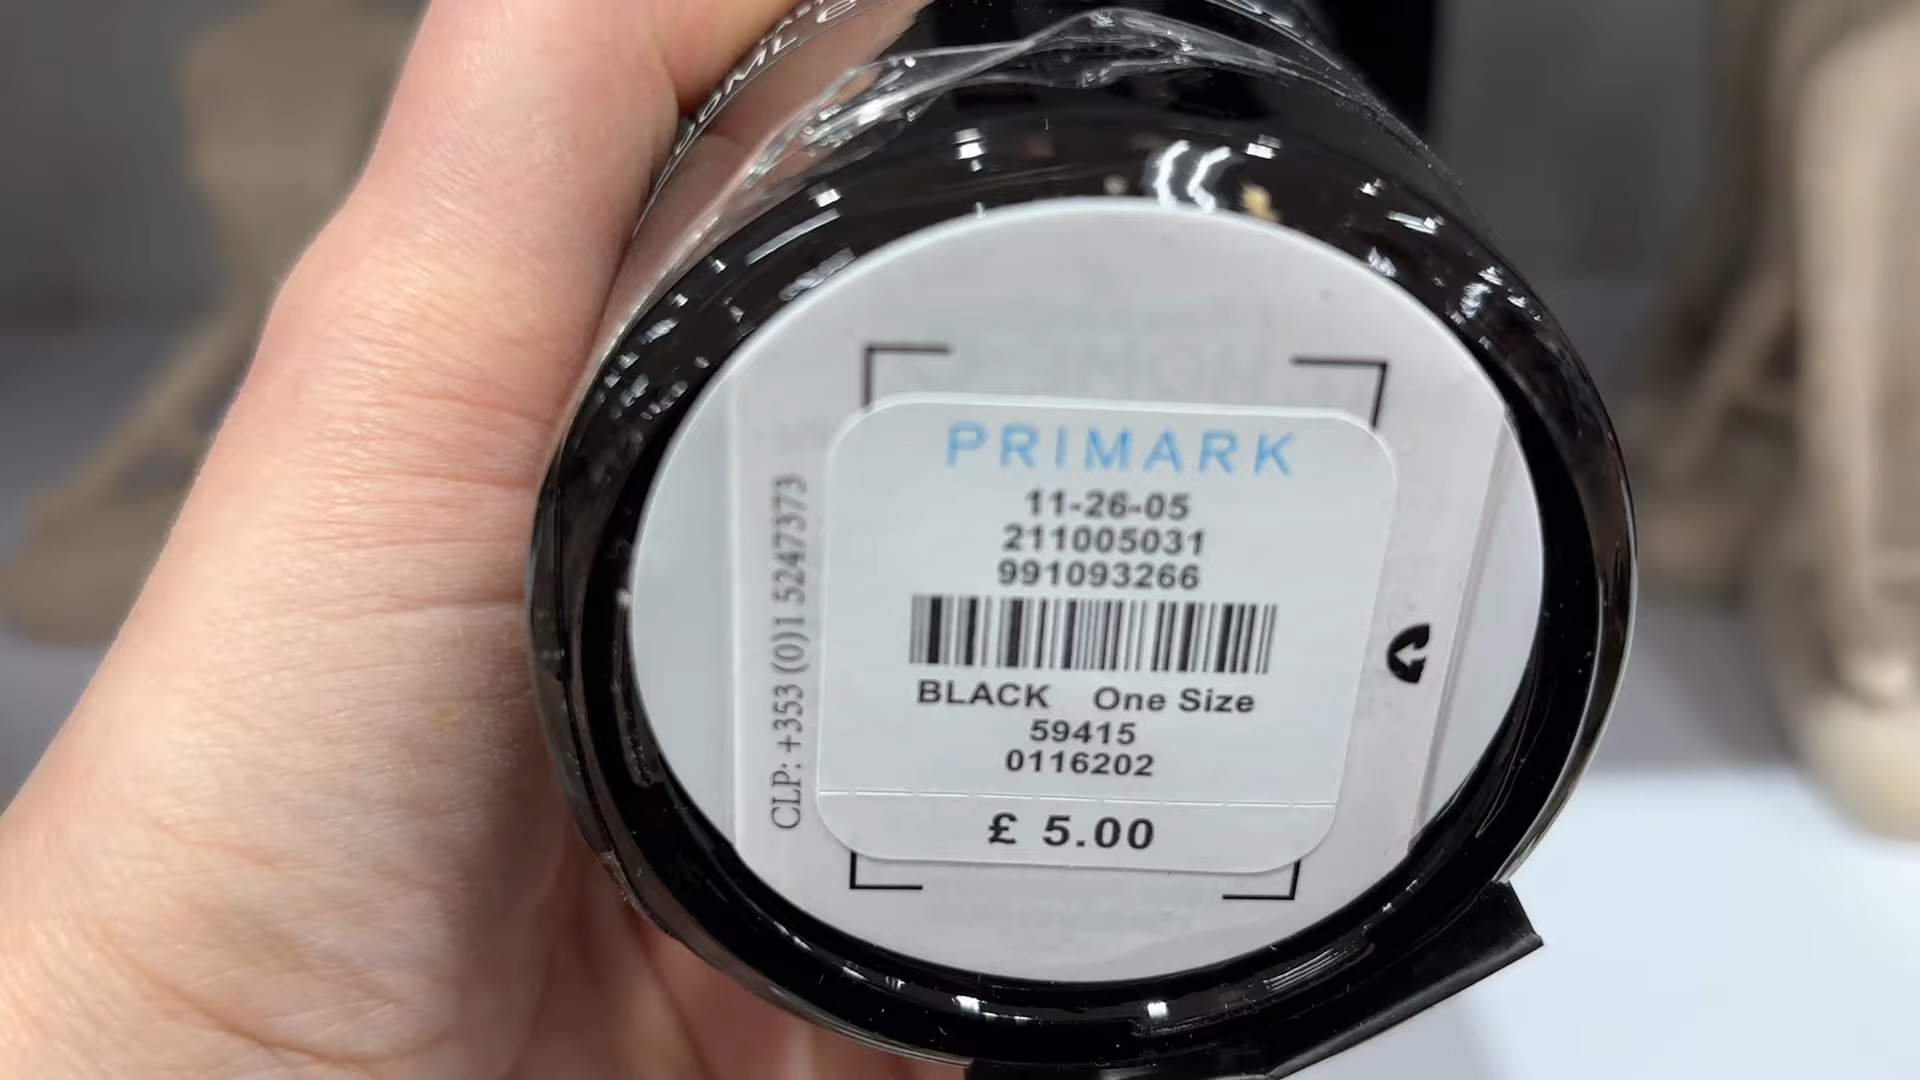 PRIMARK
11-26-05
211005031
991093266
BLACK One Size
59415
0116202
£ 5.00
CLP: +353 (0)1 5247373